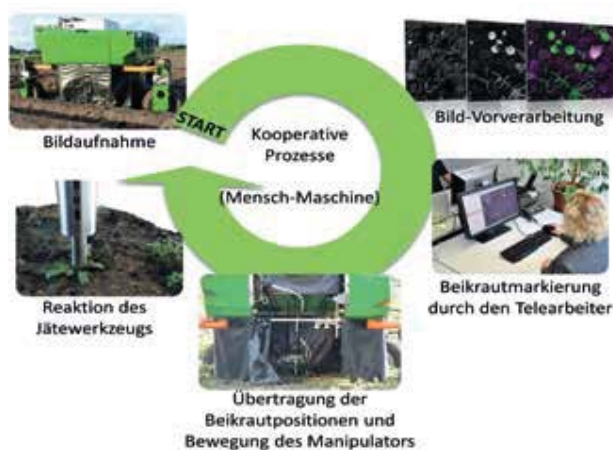 START
Kooperative
Prozesse
(Mensch-Maschine)
Bildaufnahme
Bild-Vorverarbeitung
Beikrautmarkierung
durch den Telearbeiter
Übertragung der
Beikrautpositionen und
Bewegung des Manipulators
Reaktion des
Jätewerkzeugs